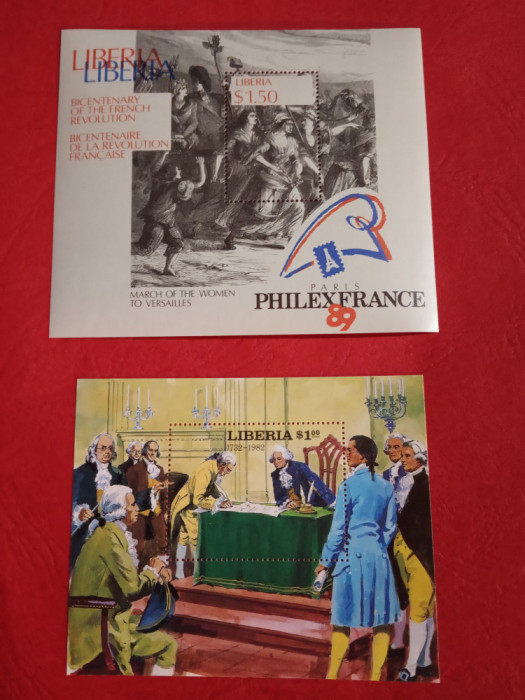 LIBERIA
LIBERIA
BICENTENARY
OF THE FRENCH
REVOLUTION
BICENTENAIRE
DE LA REVOLUTION
FRANÇAISE
LIBERIA
$1.50
MARCH OF THE WOMEN
TO VERSAILLES
PARIS
PHILEXFRANCE
89
LIBERIA $1.00
1732-1982